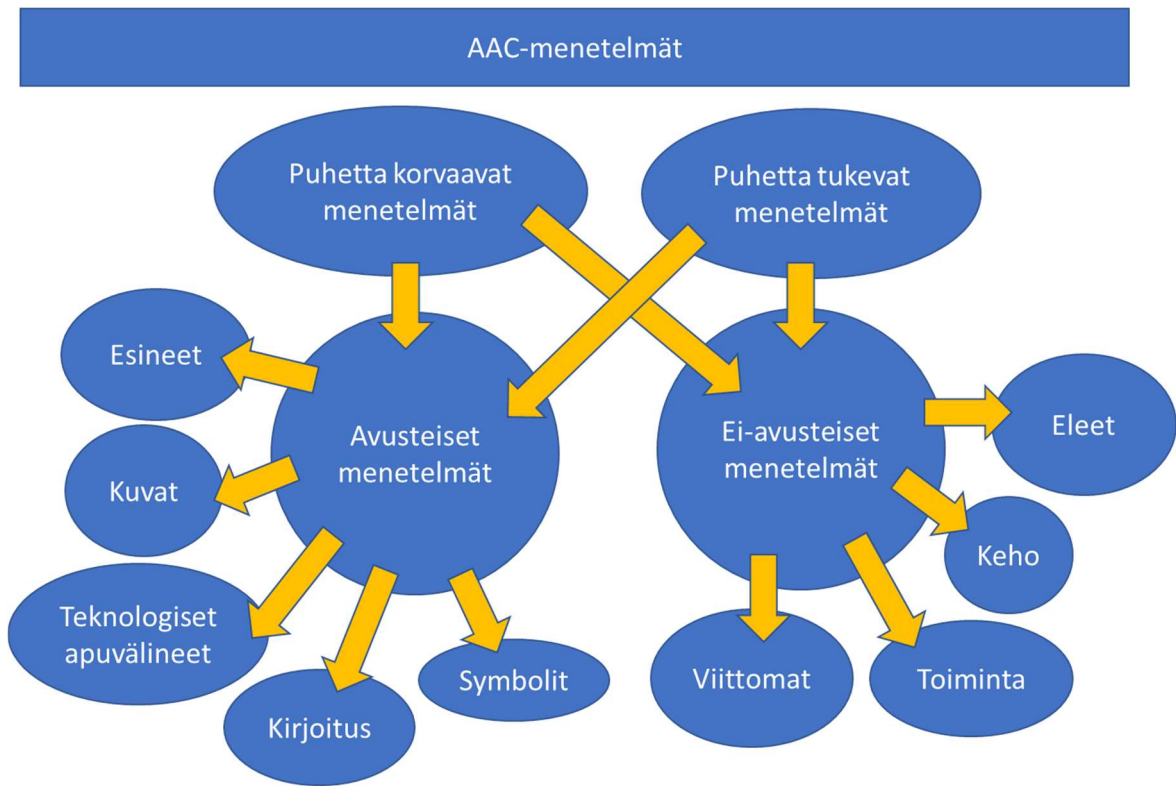 AAC-menetelmät
Puhetta korvaavat
menetelmät
Puhetta tukevat
menetelmät
Esineet
Kuvat
Teknologiset
apuvälineet
Kirjoitus
Symbolit
Avusteiset
menetelmät
Ei-avusteiset
menetelmät
Eleet
Keho
Toiminta
Viittomat